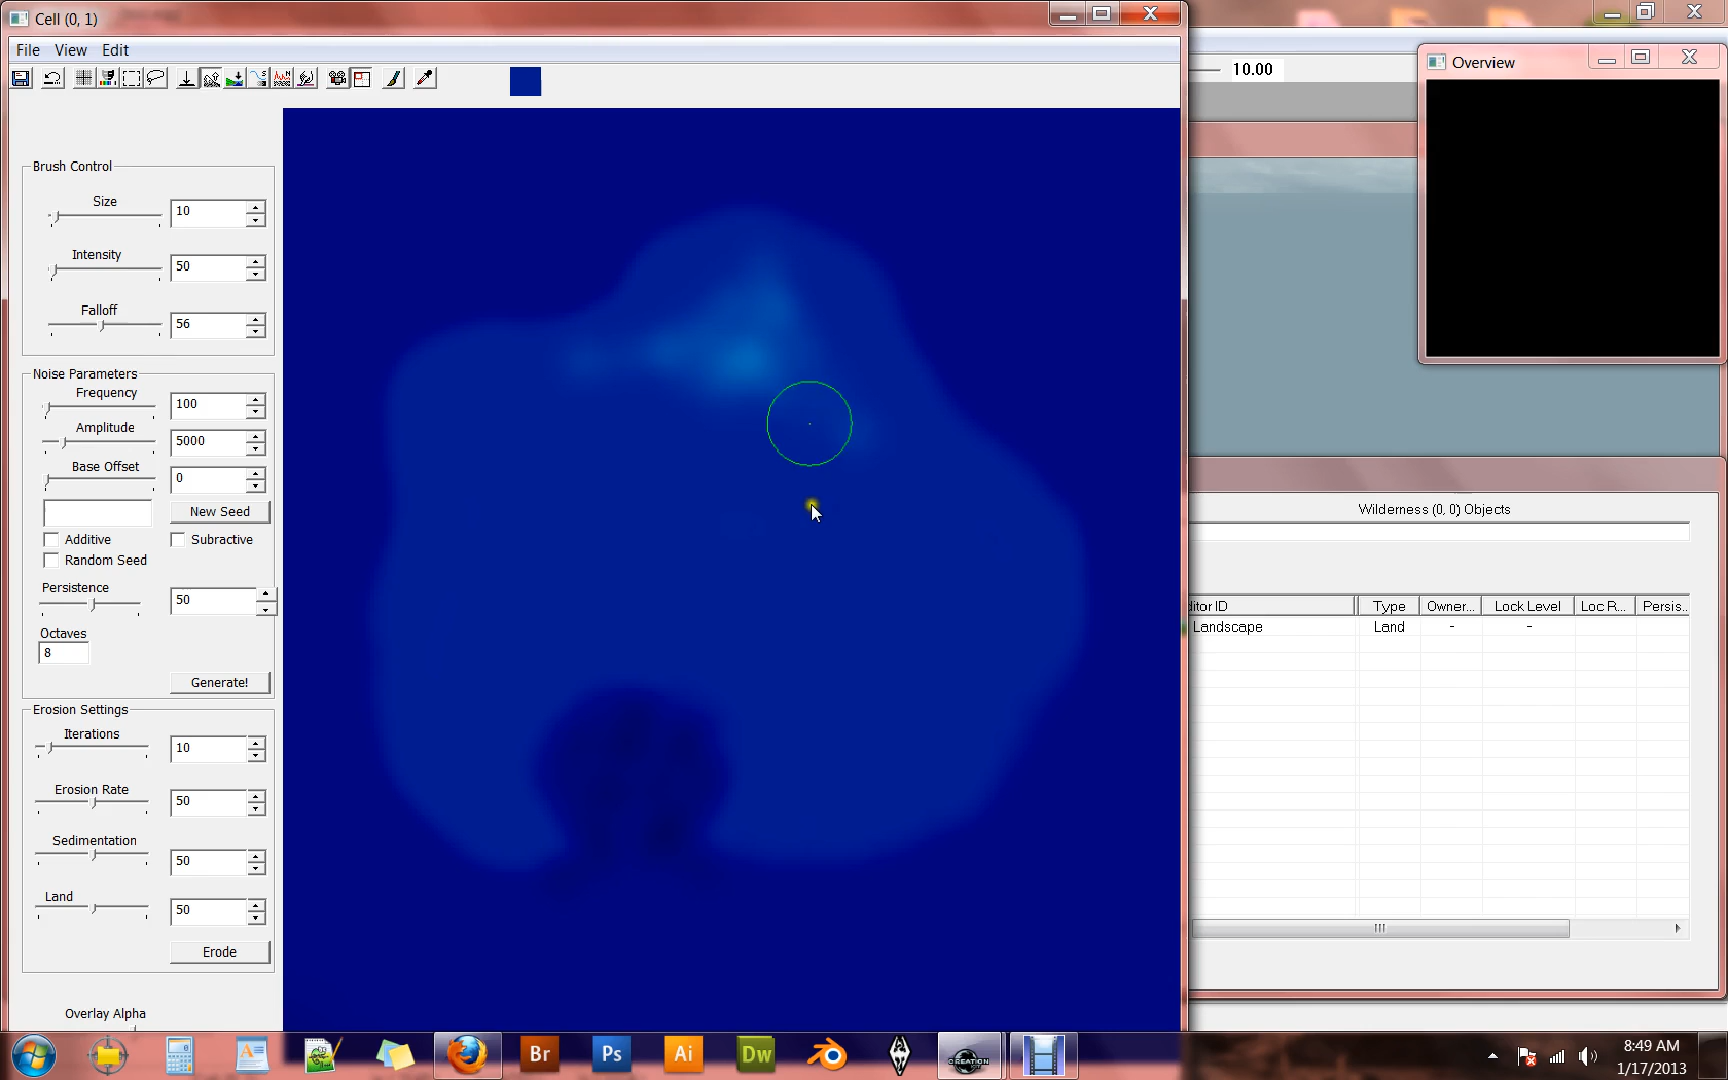 Cell (0, 1)
File View Edit
10.00
Overview
Brush Control
Size
10
Intensity
50
Falloff
56
Noise Parameters
Frequency
100
Amplitude
5000
Base Offset
0
New Seed
Additive
Subractive
Random Seed
Persistence
50
Octaves
8
Generate!
Erosion Settings
Iterations
10
Erosion Rate
50
Sedimentation
50
Land
50
Erode
Overlay Alpha
Wilderness (0, 0) Objects
ditor ID Type Owner... Lock Level Loc R... Persis..
Landscape Land - -
Br Ps Ai Dw
CREATION
8:49 AM
1/17/2013